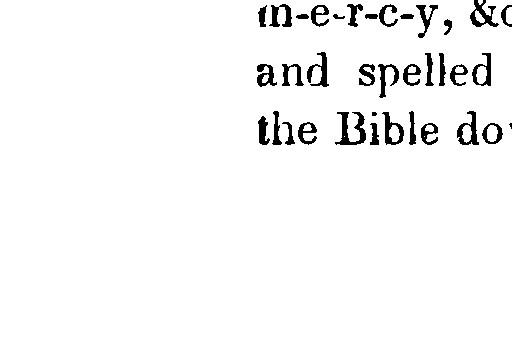 m-e-r-c-y, &c
and spelled
the Bible do